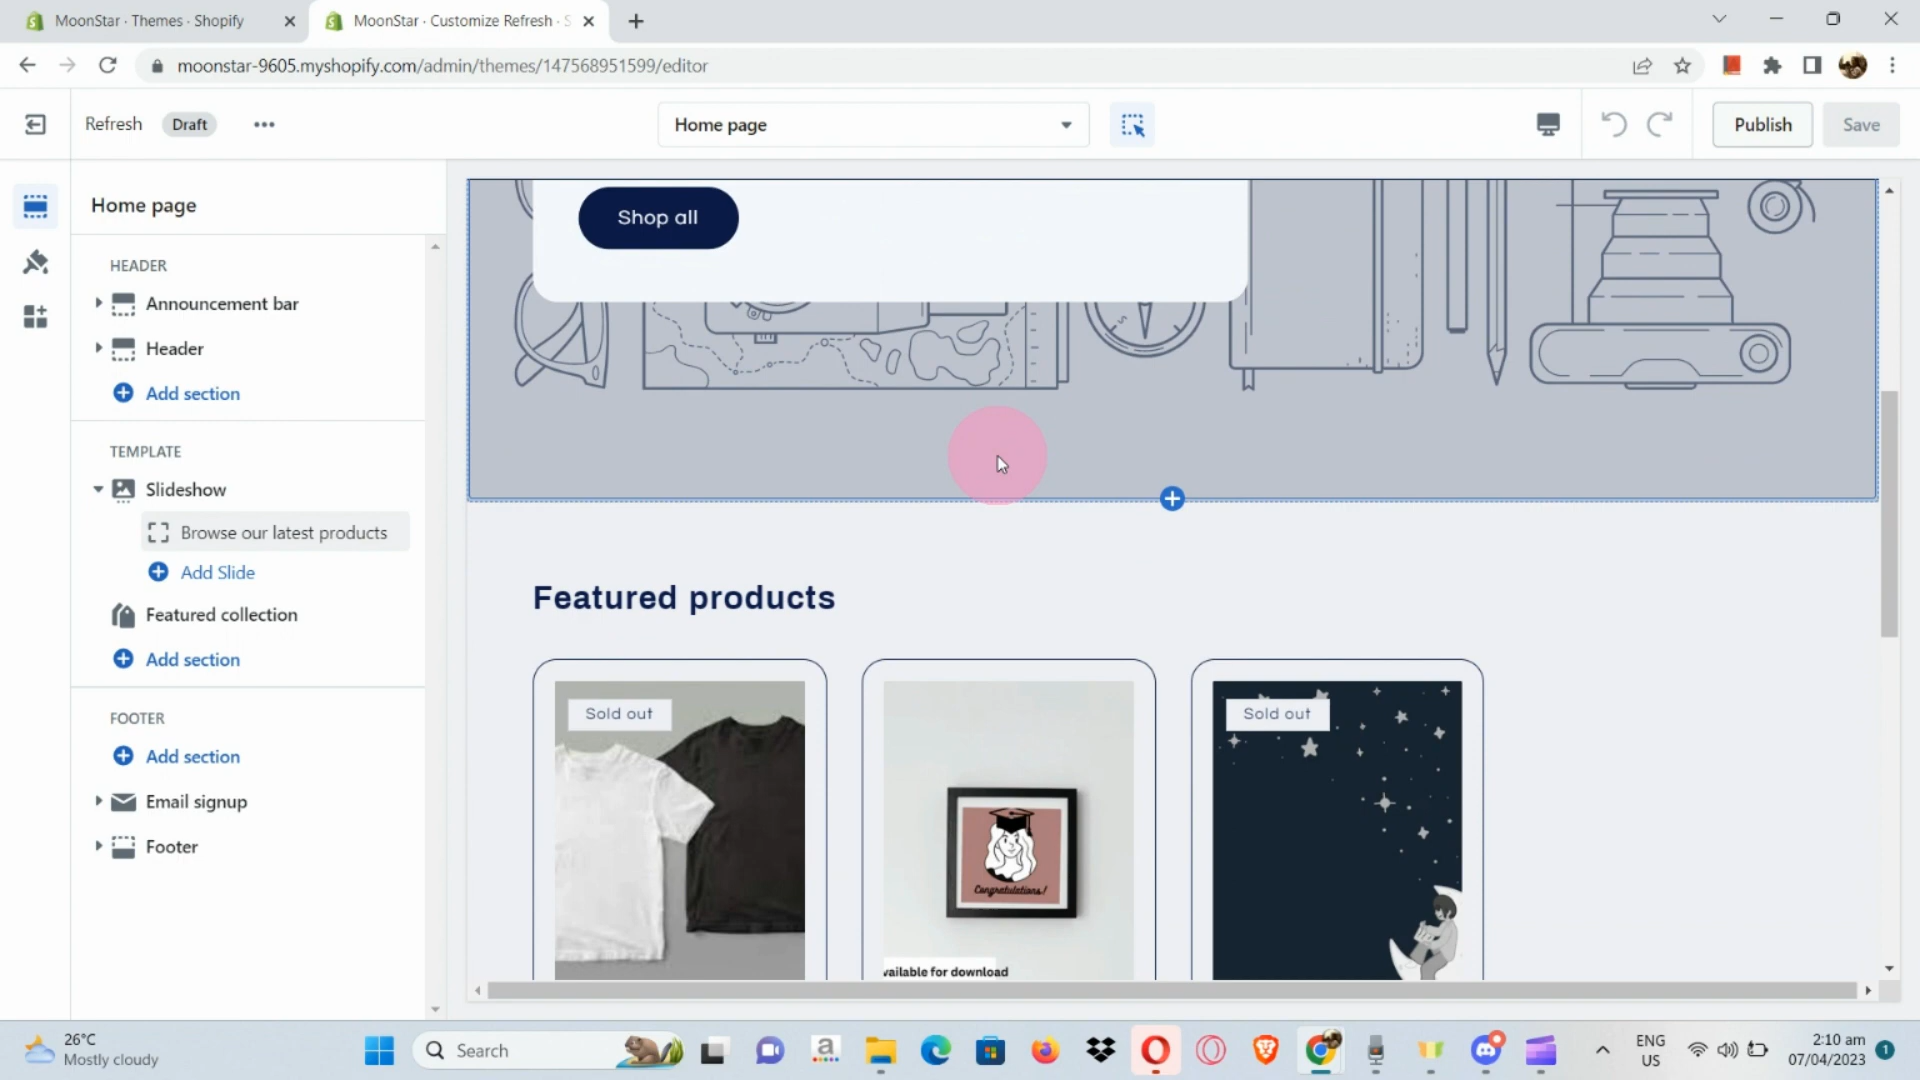 MoonStar · Themes · Shopify
MoonStar · Customize Refresh · S
moonstar-9605.myshopify.com/admin/themes/147568951599/editor
Refresh
Draft
Home page
Publish
Save
Home page
HEADER
Announcement bar
Header
Add section
TEMPLATE
Slideshow
Browse our latest products
Add Slide
Featured collection
Add section
FOOTER
Add section
Email signup
Footer
Shop all
Featured products
Sold out
Congratulations!
vailable for download
Sold out
26°C
Mostly cloudy
Search
ENG
US
2:10 am
07/04/2023
1